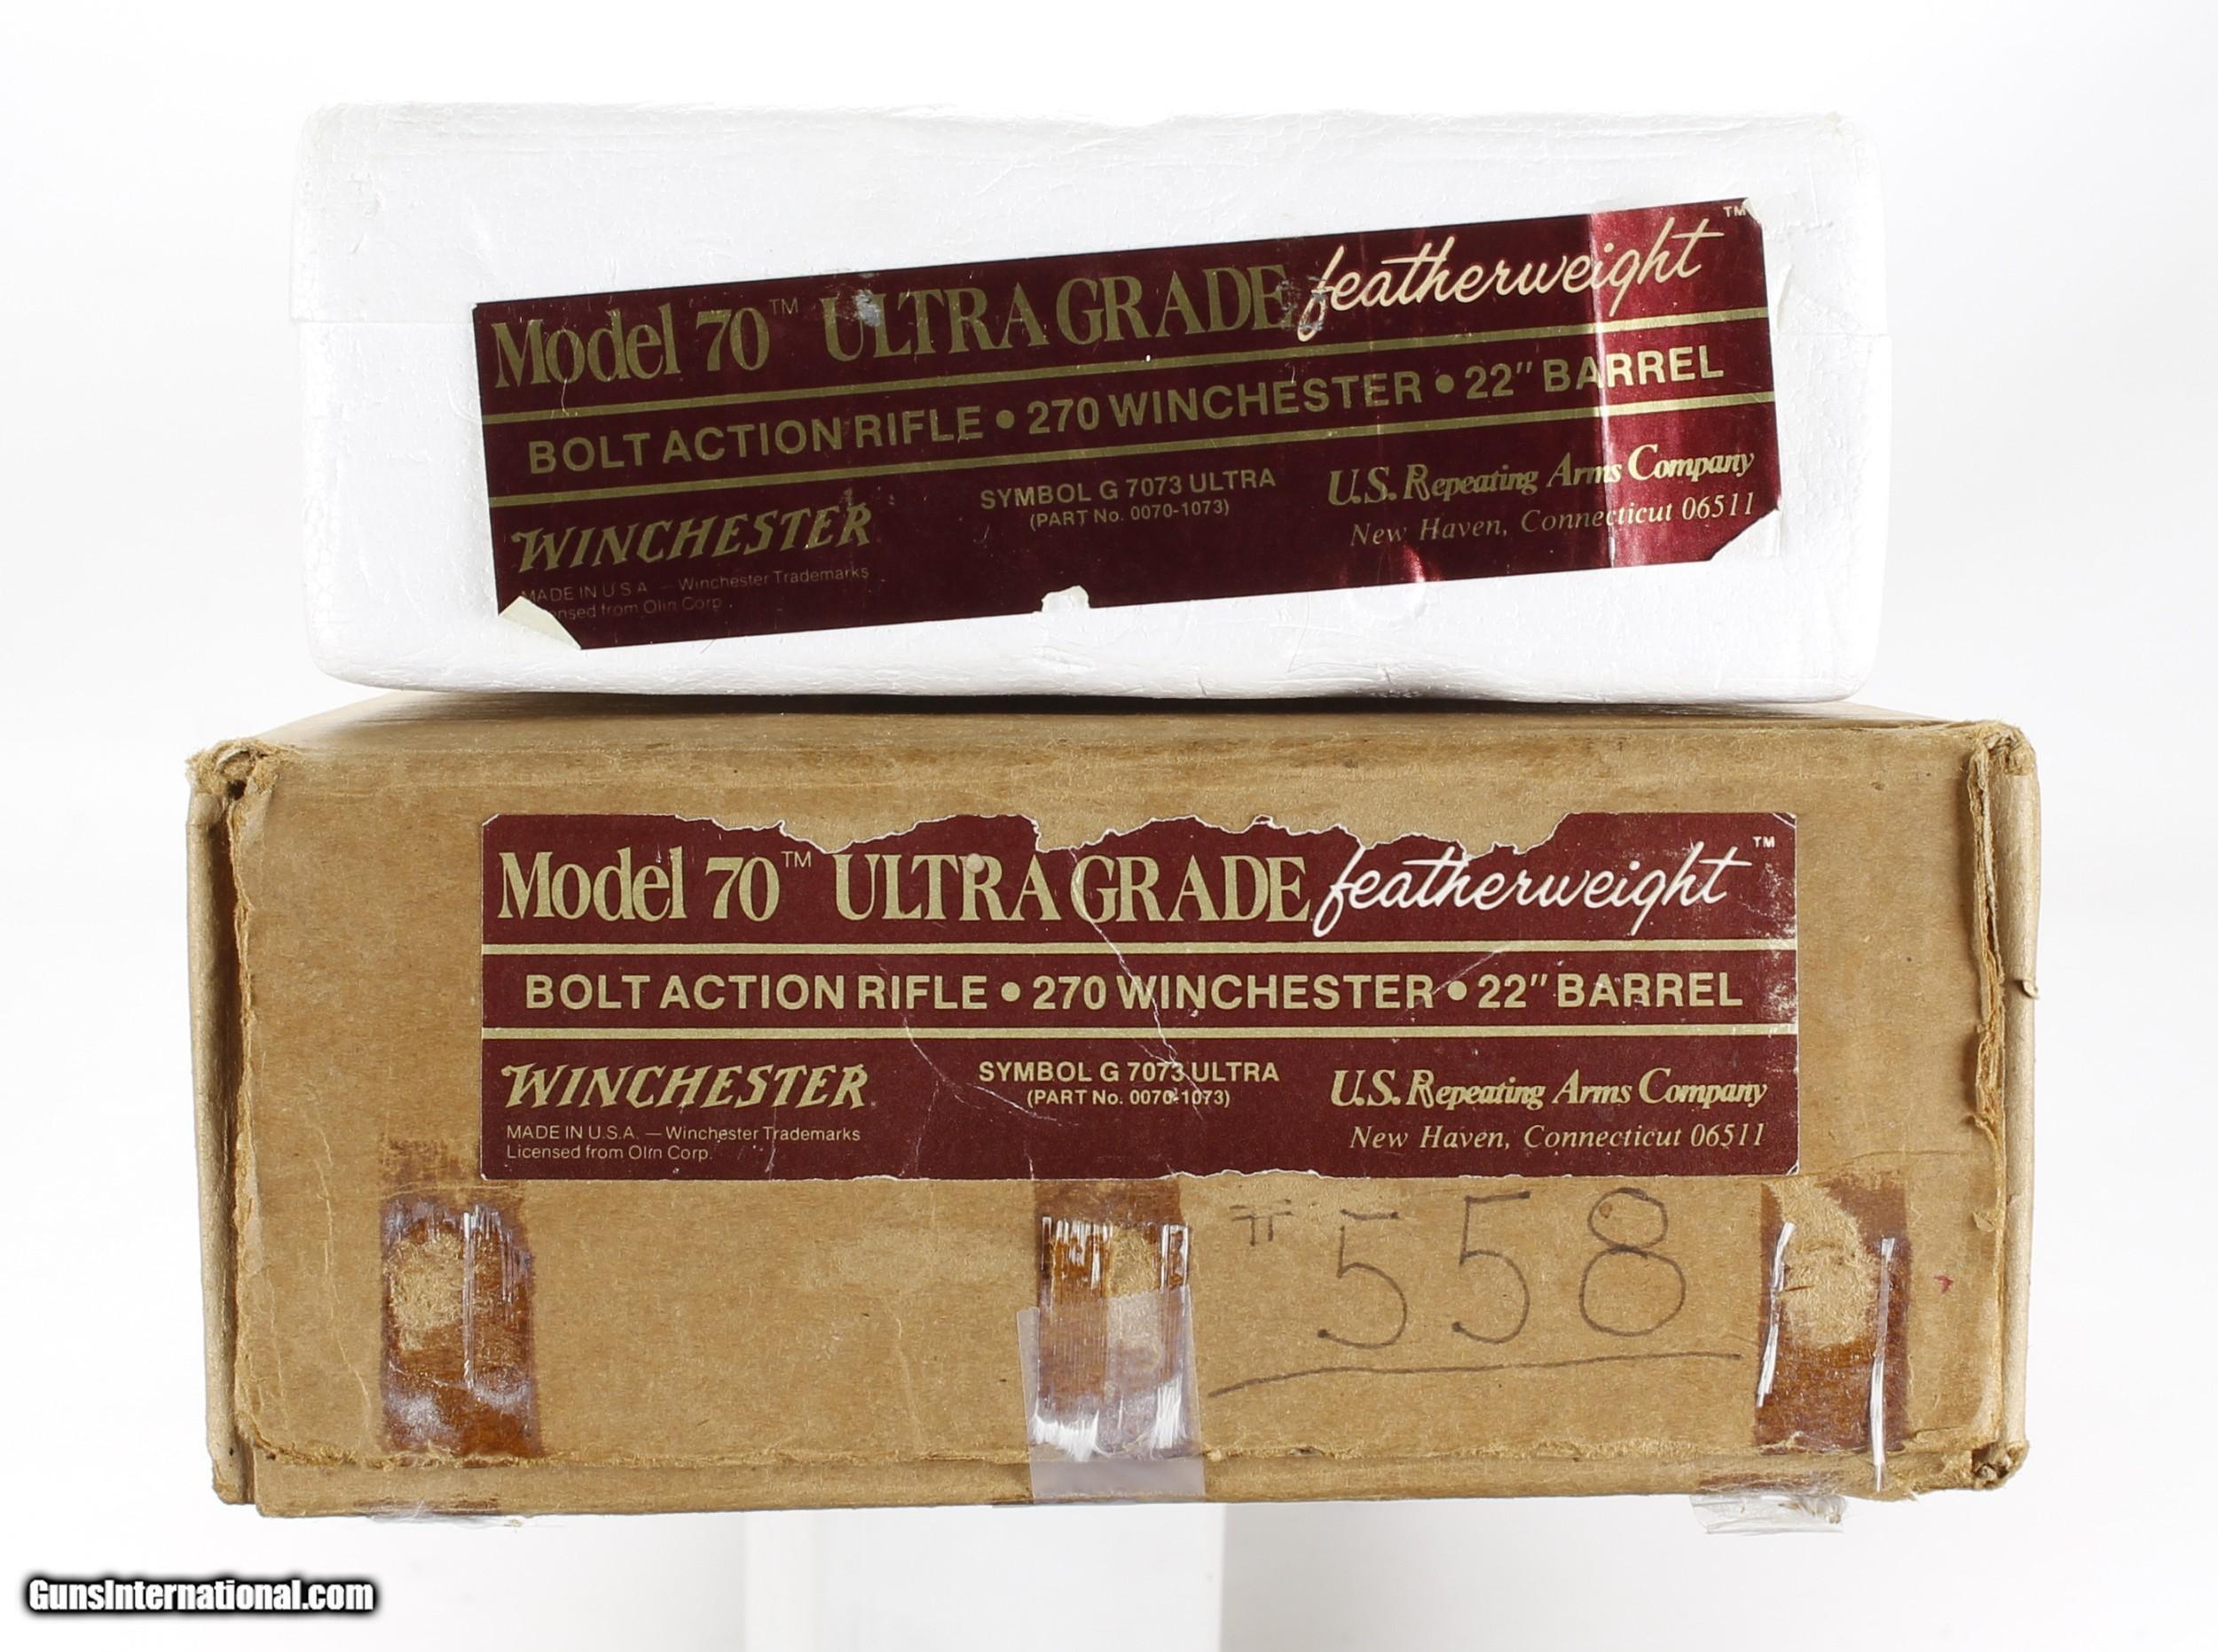 Model 70™ ULTRA GRADE featherweight™
BOLT ACTION RIFLE • 270 WINCHESTER • 22" BARREL
WINCHESTER
MADE IN U S A — Winchester Trademarks
from Olin Corp.
SYMBOL G 7073 ULTRA
(PART No. 0070-1073)
U.S. Repeating Arms Company
New Haven, Connecticut 06511
Model 70™ ULTRA GRADE featherweight™
BOLT ACTION RIFLE • 270 WINCHESTER • 22" BARREL
WINCHESTER
MADE IN U.S.A. — Winchester Trademarks
Licensed from Olin Corp.
SYMBOL G 7073 ULTRA
(PART No. 0070-1073)
U.S. Repeating Arms Company
New Haven, Connecticut 06511
# 558
GunsInternational.com